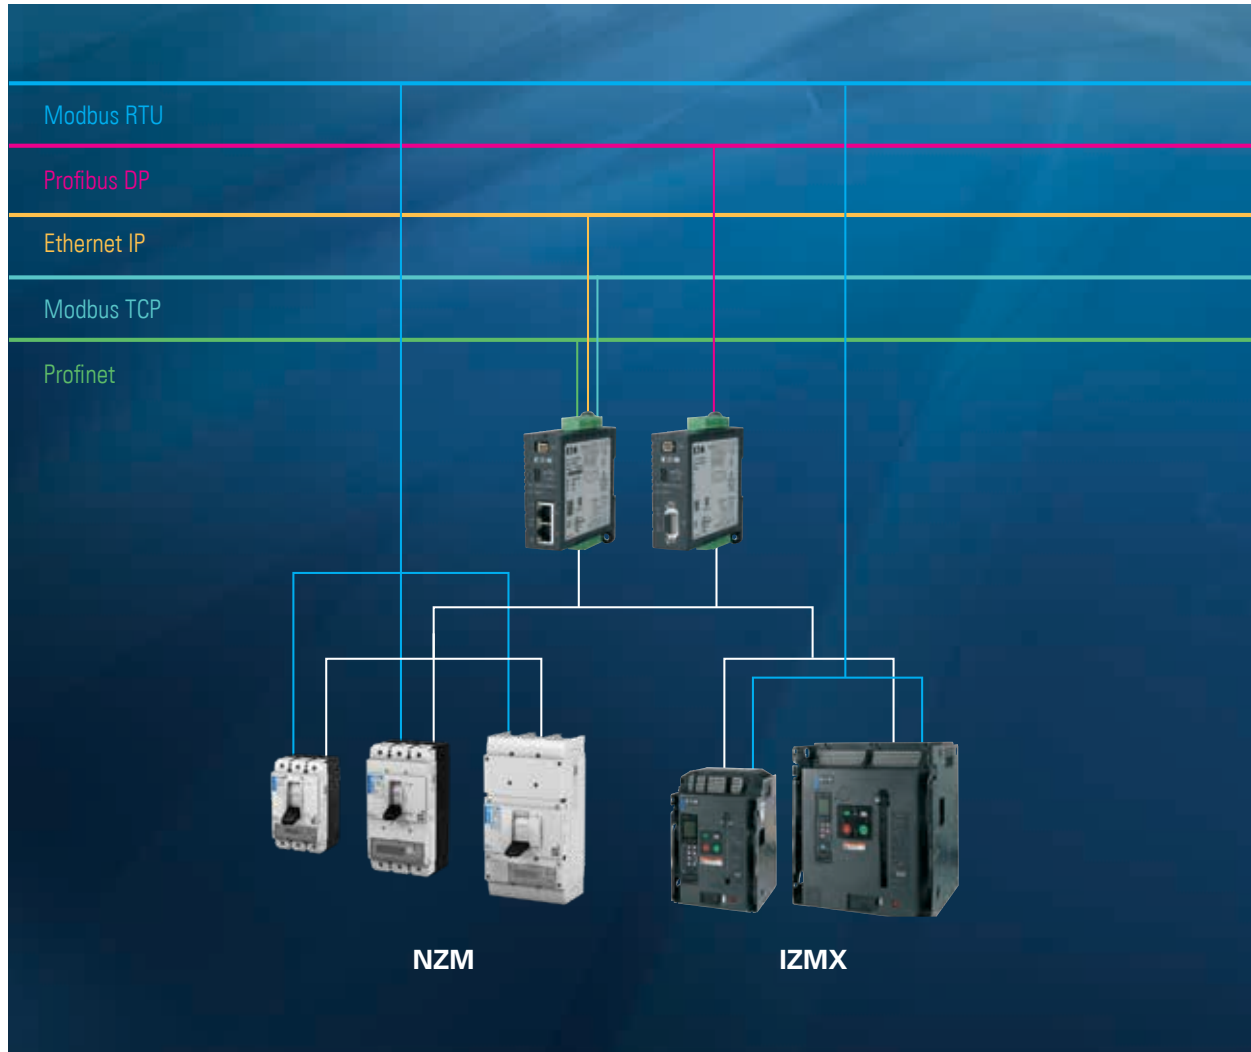 Modbus RTU
Profibus DP
Ethernet IP
Modbus TCP
Profinet
NZM
IZMX